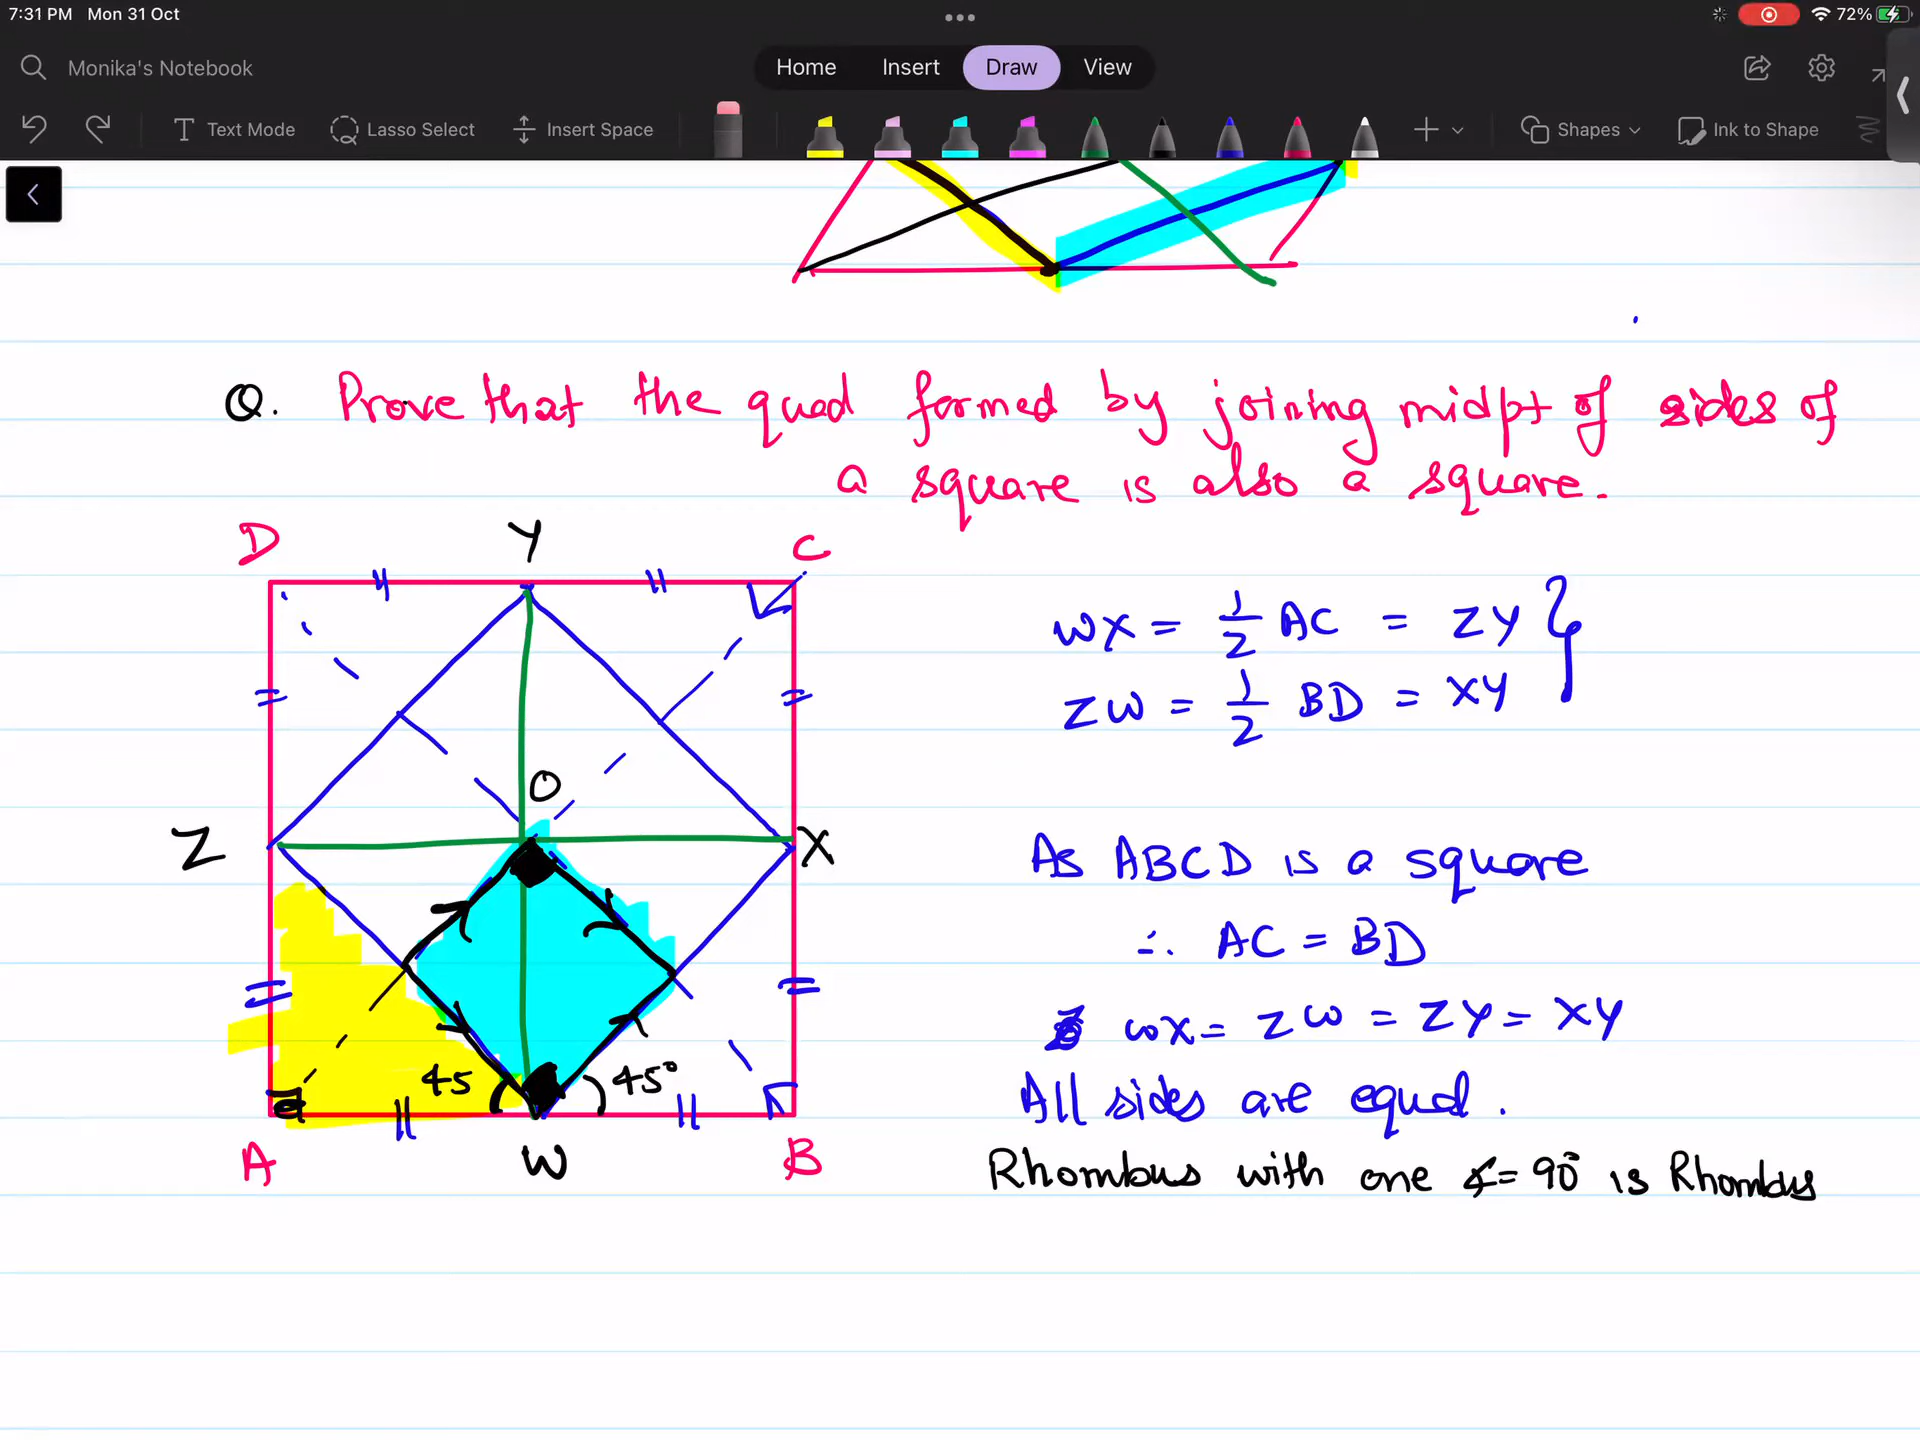 7:31 PM Mon 31 Oct
72%
Monika's Notebook
Home Insert Draw View
Text Mode Lasso Select Insert Space Shapes Ink to Shape
Q. Prove that the quad formed by joining midpt of sides of
a square is also a square.
D Y C
WX = 1/2 AC = ZY }
ZW = 1/2 BD = XY
O
Z X
As ABCD is a square
∴ AC = BD
WX = ZW = ZY = XY
45 45°
All sides are equal.
A W B
Rhombus with one ∠ = 90° is Rhombus